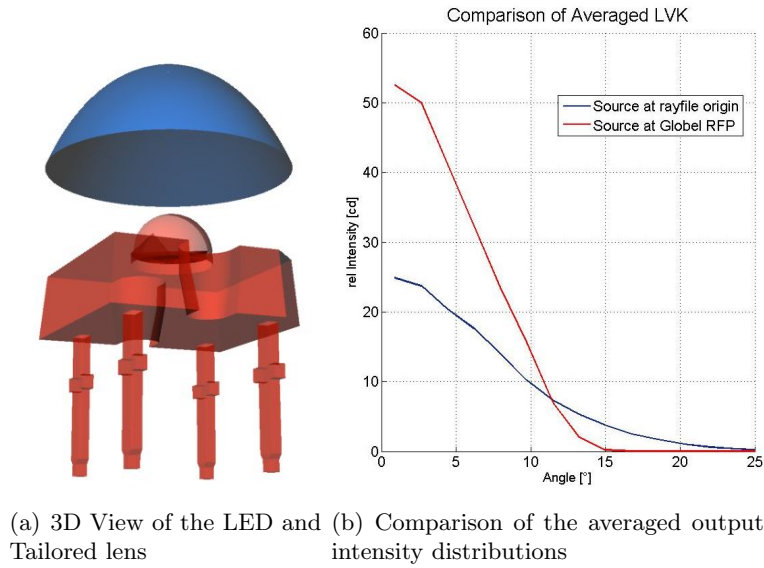 Comparison of Averaged LVK
60
50
40
30
20
10
0
rel Intensity [cd]
Source at rayfile origin
Source at Globel RFP
0 5 10 15 20 25
Angle [°]
(a) 3D View of the LED and
Tailored lens
(b) Comparison of the averaged output
intensity distributions